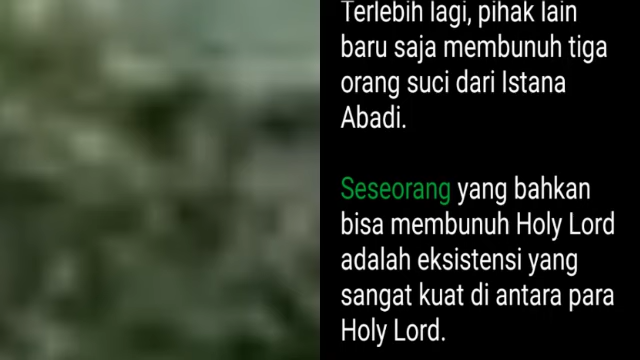 Terlebih lagi, pihak lain
baru saja membunuh tiga
orang suci dari Istana
Abadi.
Seseorang yang bahkan
bisa membunuh Holy Lord
adalah eksistensi yang
sangat kuat di antara para
Holy Lord.